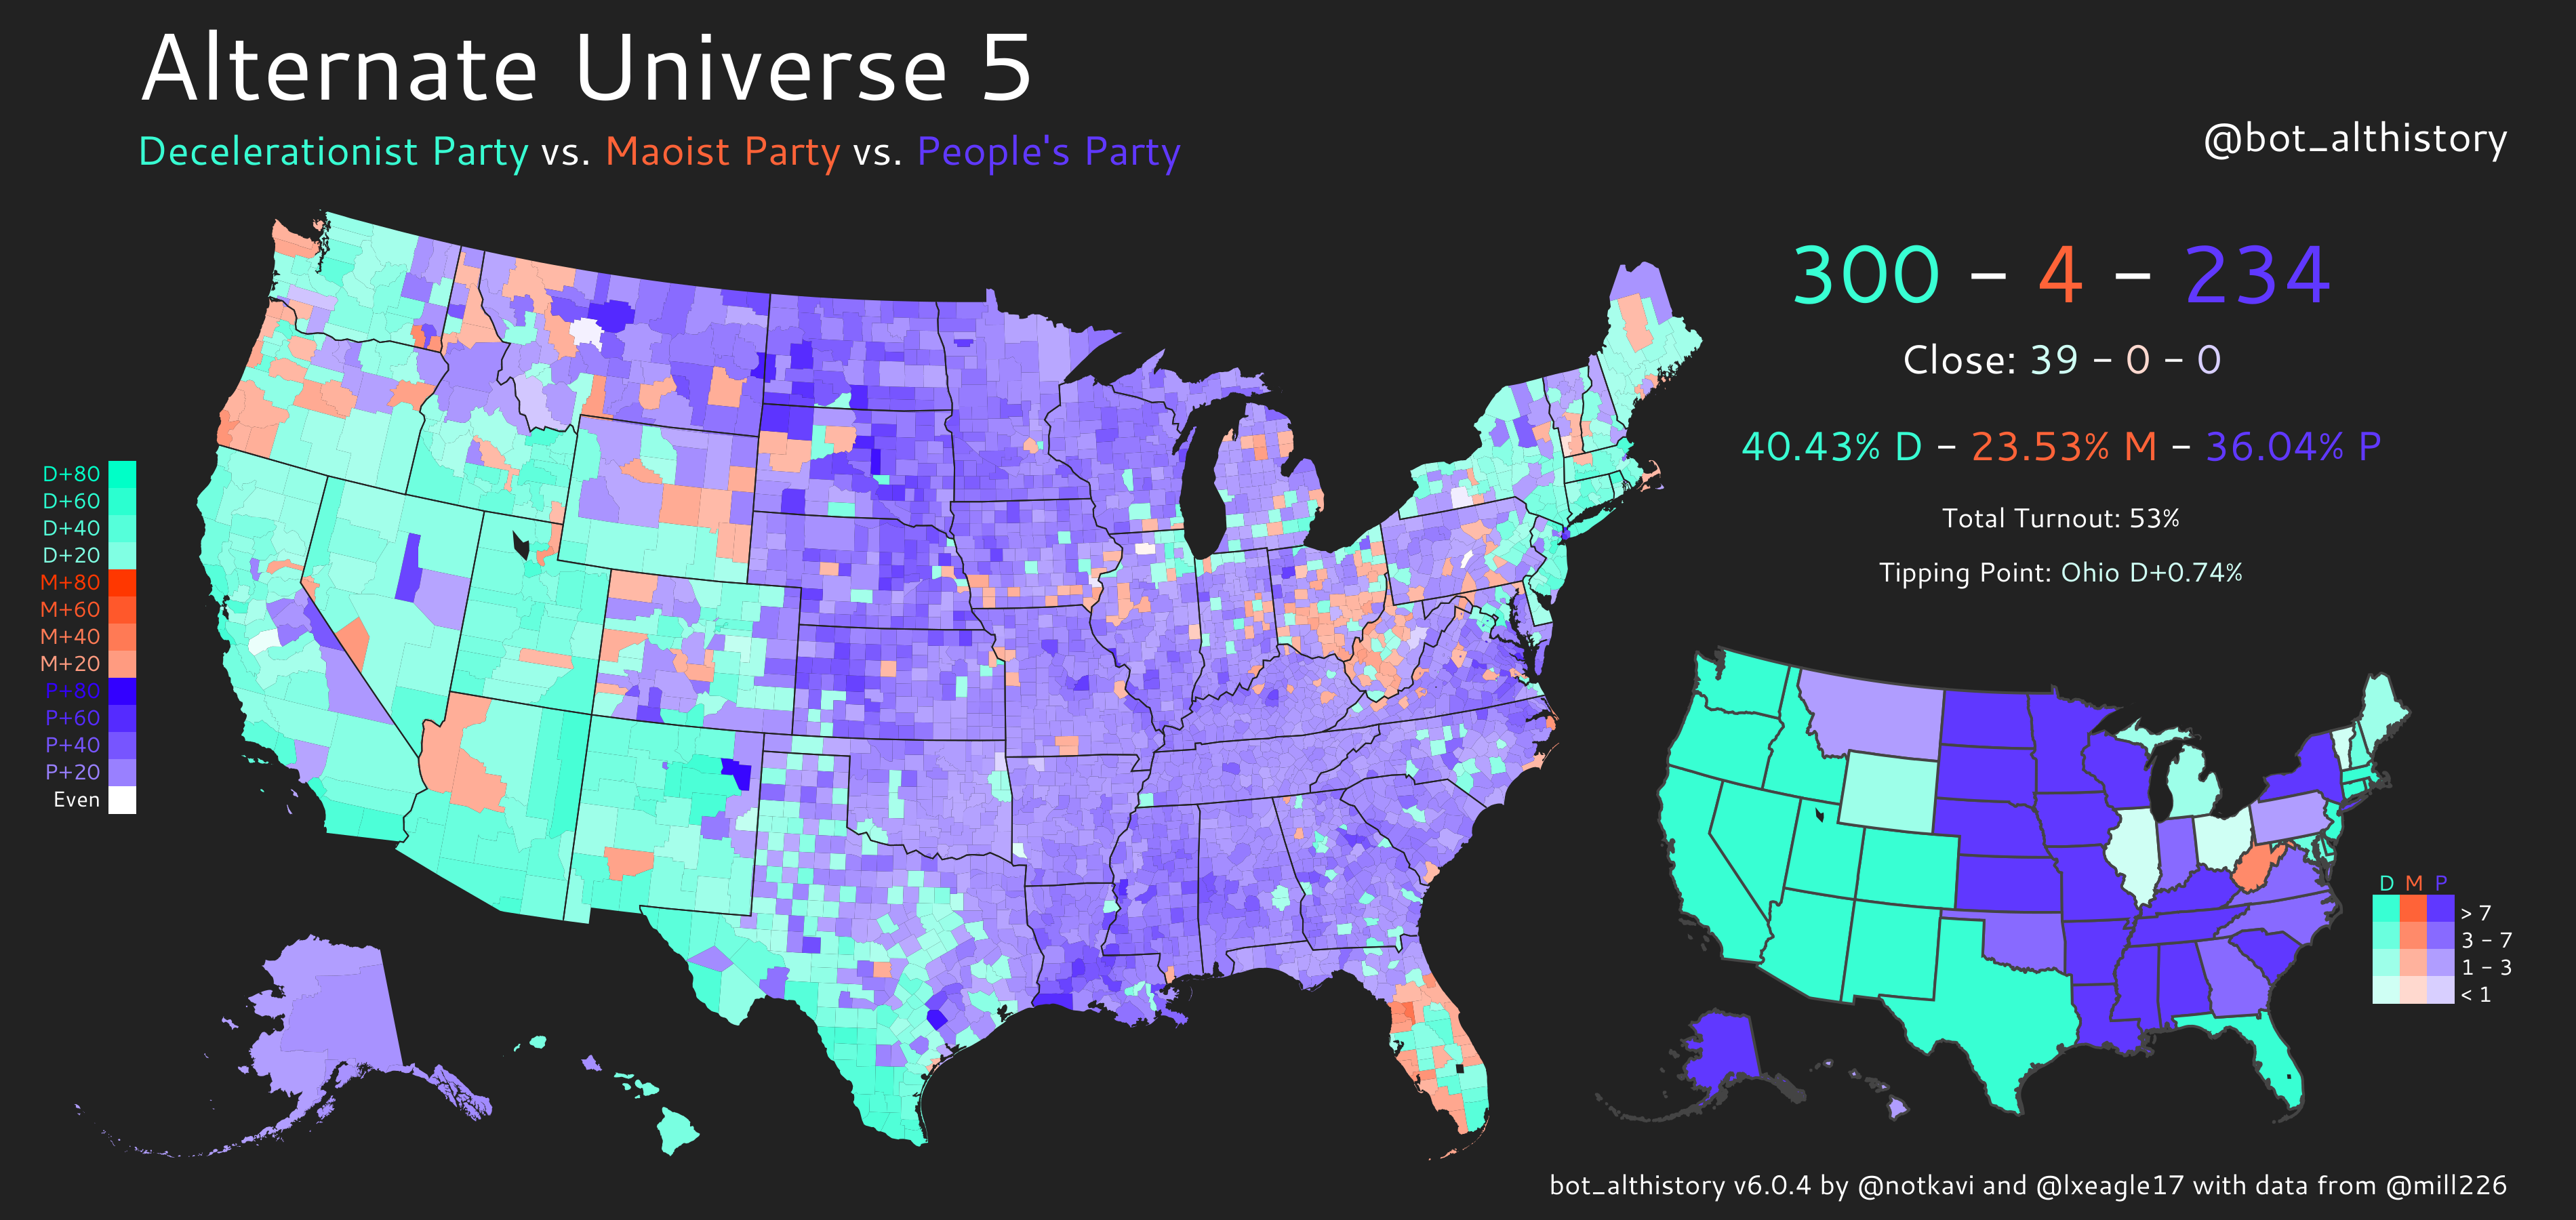 Alternate Universe 5
Decelerationist Party vs. Maoist Party vs. People's Party
@bot_althistory
300 – 4 – 234
Close: 39 – 0 – 0
40.43% D – 23.53% M – 36.04% P
Total Turnout: 53%
Tipping Point: Ohio D+0.74%
D+80
D+60
D+40
D+20
M+80
M+60
M+40
M+20
P+80
P+60
P+40
P+20
Even
D M P
> 7
3 – 7
1 – 3
< 1
bot_althistory v6.0.4 by @notkavi and @lxeagle17 with data from @mill226